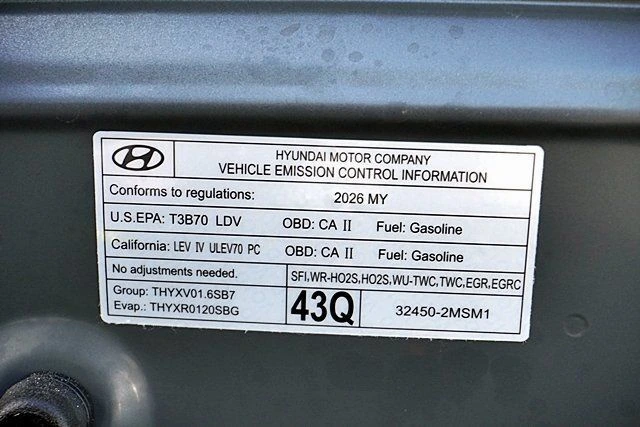 HYUNDAI MOTOR COMPANY
VEHICLE EMISSION CONTROL INFORMATION
Conforms to regulations: 2026 MY
U.S.EPA: T3B70 LDV OBD: CA II Fuel: Gasoline
California: LEV IV ULEV70 PC OBD: CA II Fuel: Gasoline
No adjustments needed. SFI,WR-HO2S,HO2S,WU-TWC,TWC,EGR,EGRC
Group: THYXV01.6SB7
Evap.: THYXR0120SBG
43Q
32450-2MSM1